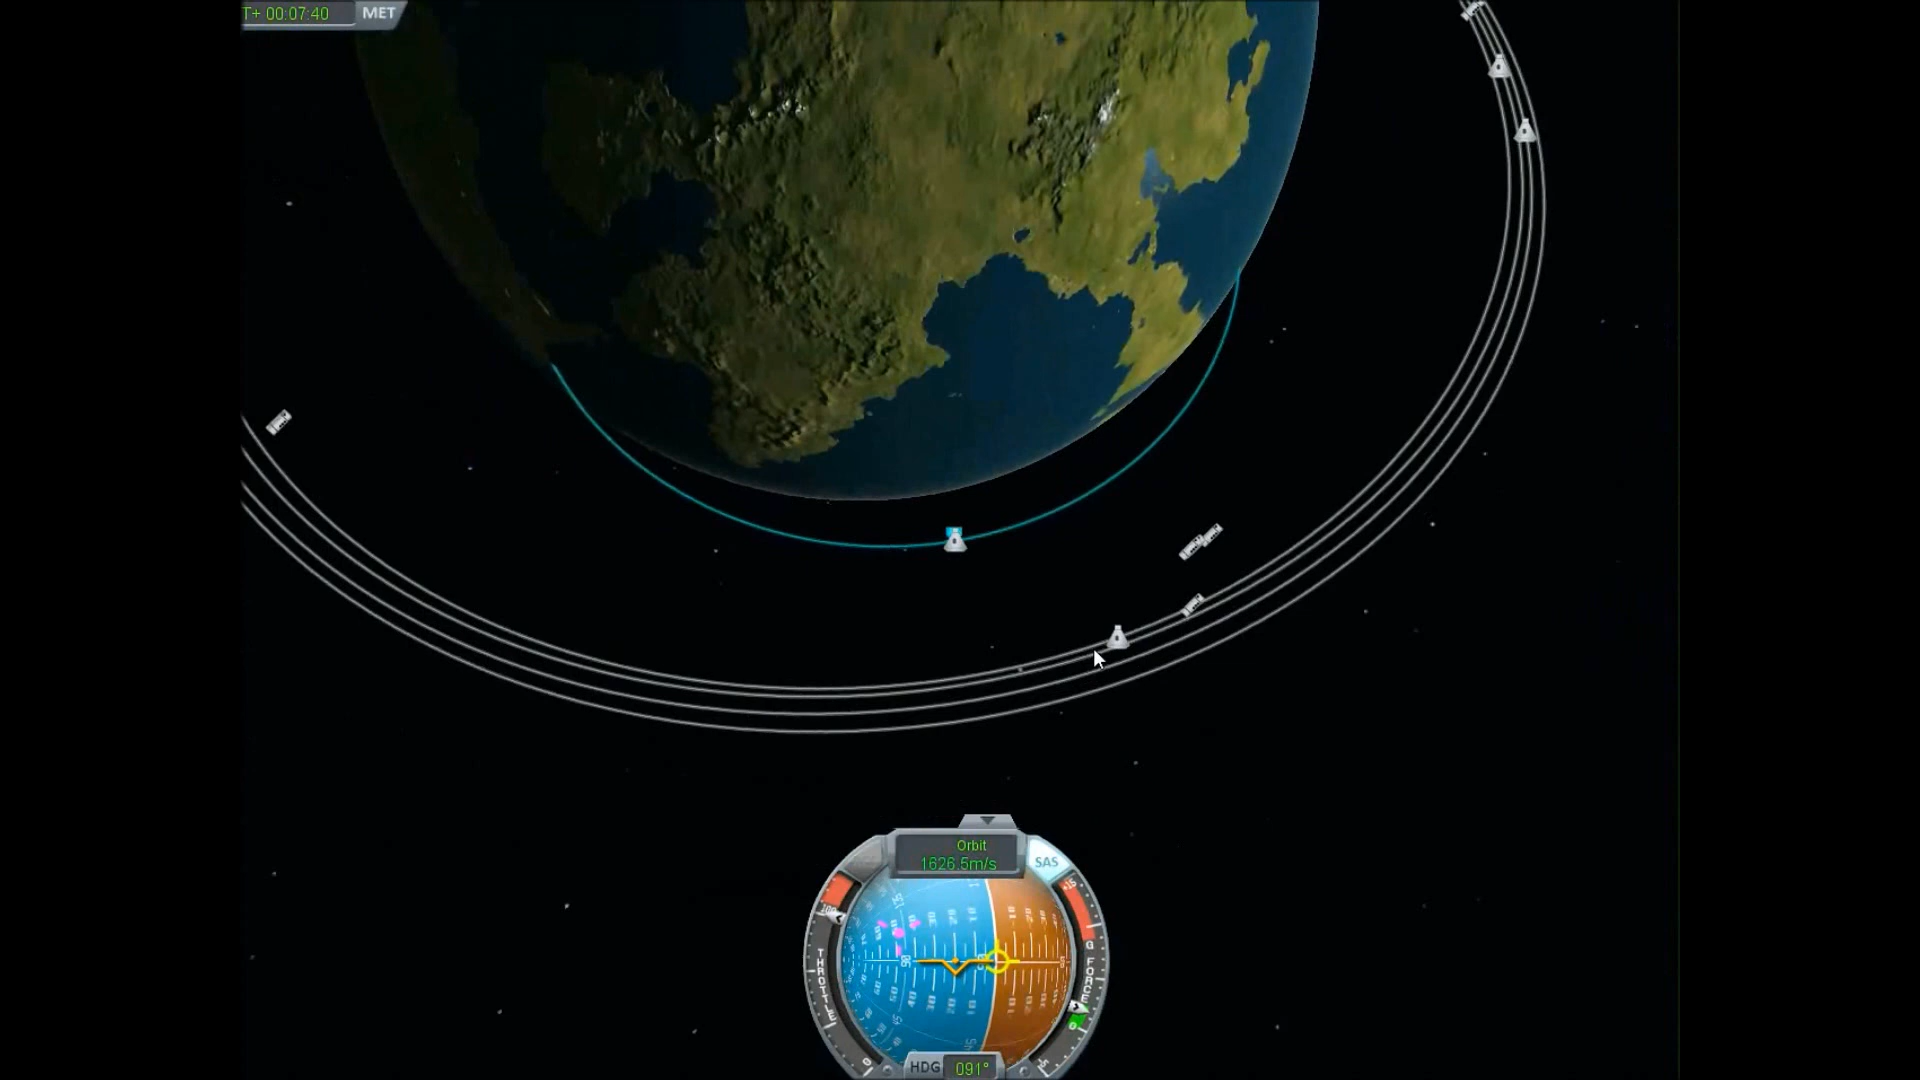 T+ 00:07:40 MET
Orbit
1626.5m/s
SAS
THROTTLE
G FORCE
HDG 091°